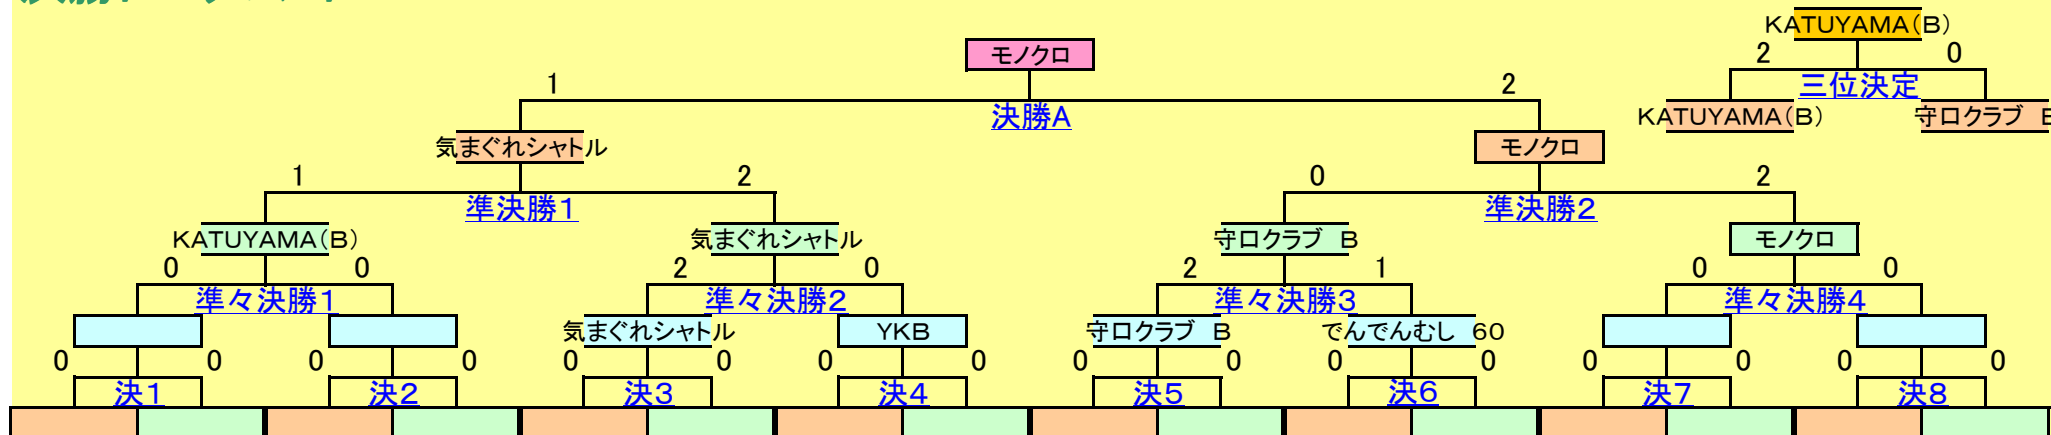 KATUYAMA(B)
モノクロ
2 0
1 2
三位決定
決勝A
KATUYAMA(B) 守口クラブ B
気まぐれシャトル モノクロ
1 2 0 2
準決勝1 準決勝2
KATUYAMA(B) 気まぐれシャトル 守口クラブ B モノクロ
0 0 2 0 2 1 0 0
準々決勝1 準々決勝2 準々決勝3 準々決勝4
気まぐれシャトル YKB 守口クラブ B でんでんむし 60
0 0 0 0 0 0 0 0 0 0 0 0 0 0 0 0
決1 決2 決3 決4 決5 決6 決7 決8